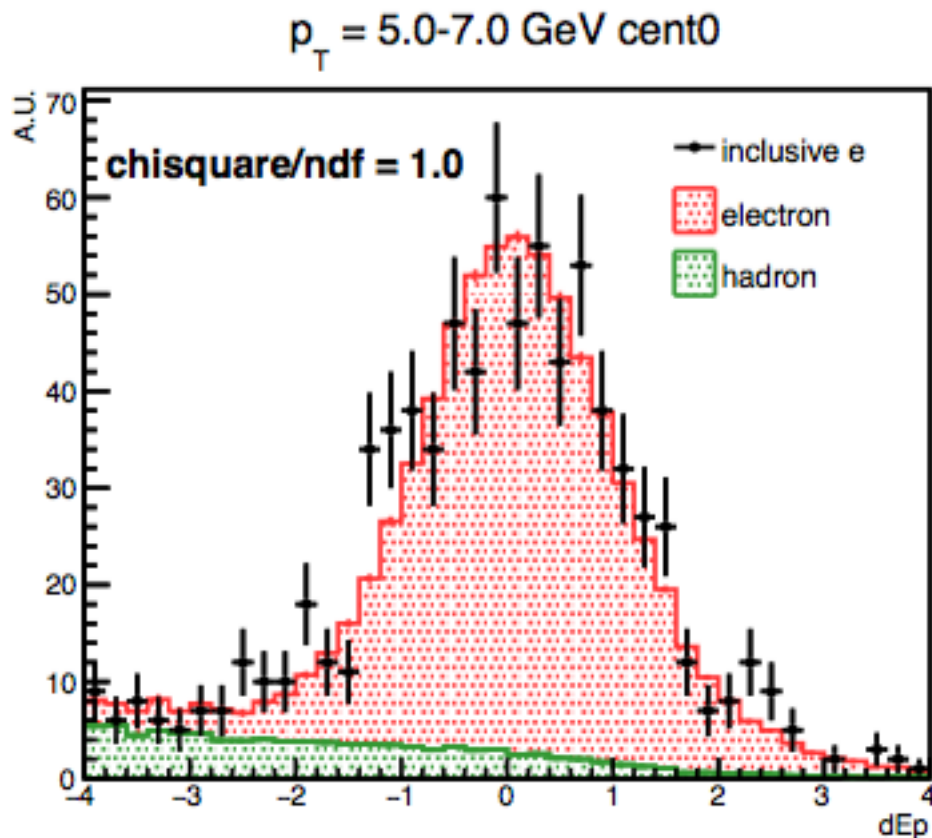 p_T = 5.0-7.0 GeV cent0
A.U.
70
60
50
40
30
20
10
0
chisquare/ndf = 1.0
inclusive e
electron
hadron
−4 −3 −2 −1 0 1 2 3 4
dEp